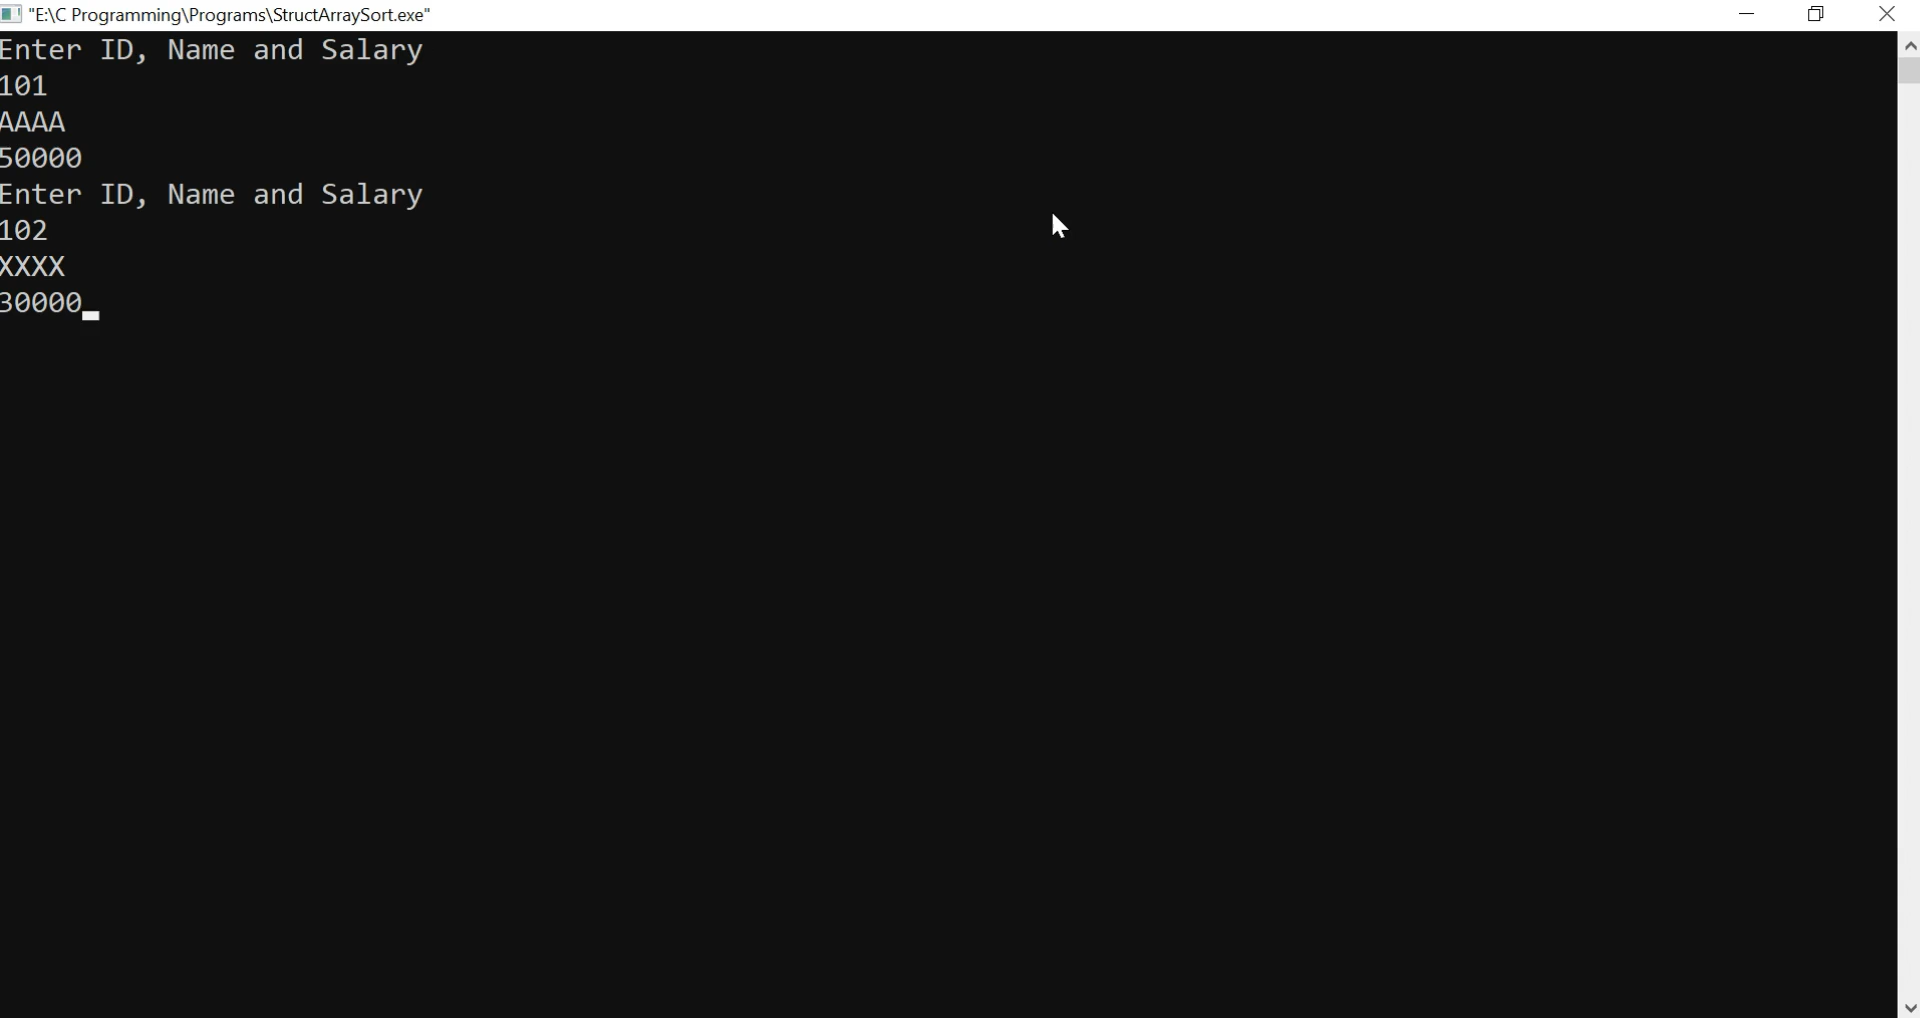 "E:\C Programming\Programs\StructArraySort.exe"
Enter ID, Name and Salary
101
AAAA
50000
Enter ID, Name and Salary
102
XXXX
30000